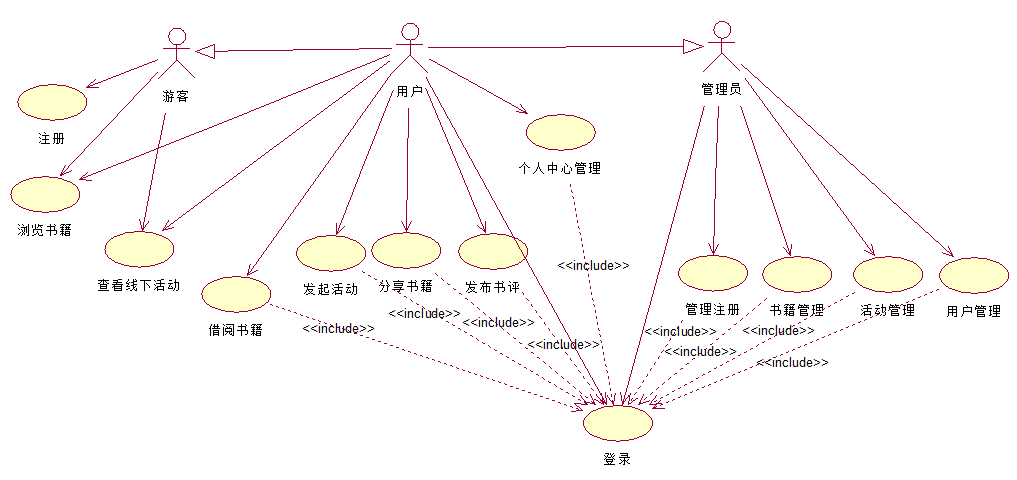 游客
用户
管理员
注册
个人中心管理
浏览书籍
查看线下活动
借阅书籍
发起活动
分享书籍
发布书评
管理注册
书籍管理
活动管理
用户管理
<<include>>
<<include>>
<<include>>
<<include>>
<<include>>
<<include>>
<<include>>
<<include>>
<<include>>
登录